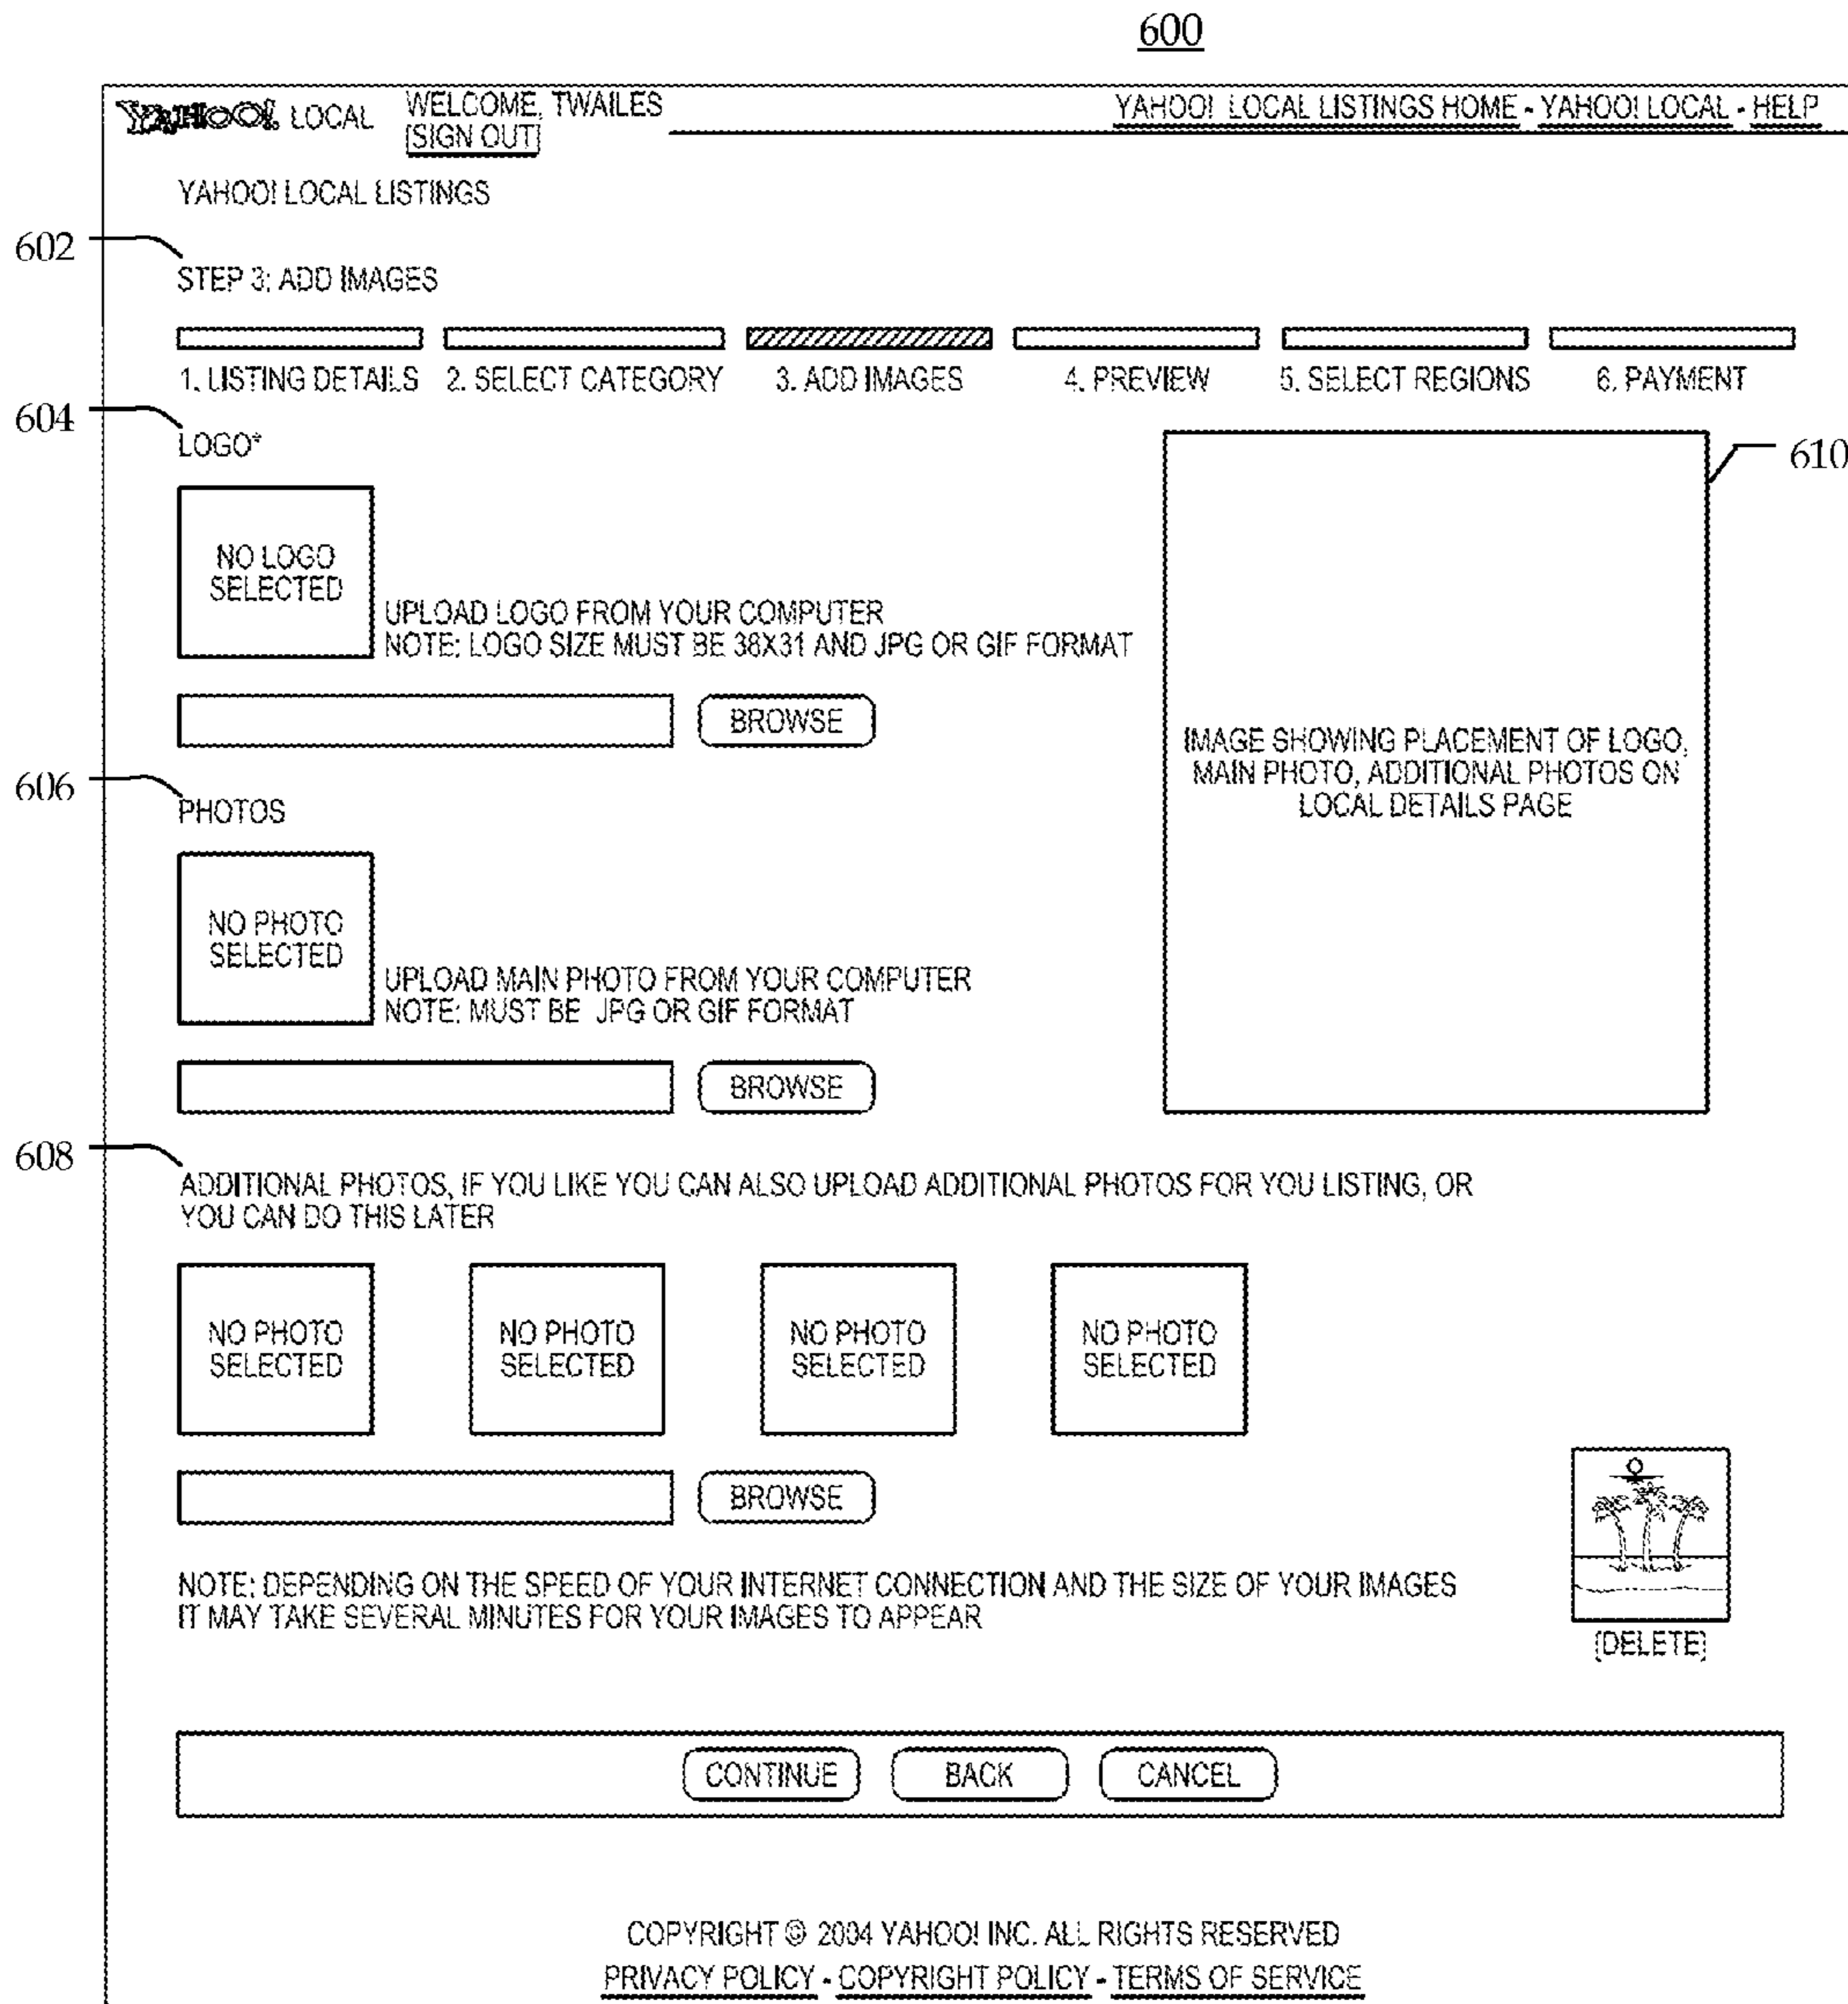 600
YAHOO! LOCAL
WELCOME, TWAILES
[SIGN OUT]
YAHOO! LOCAL LISTINGS HOME - YAHOO! LOCAL - HELP
YAHOO! LOCAL LISTINGS
602
STEP 3: ADD IMAGES
1. LISTING DETAILS 2. SELECT CATEGORY 3. ADD IMAGES 4. PREVIEW 5. SELECT REGIONS 6. PAYMENT
604
LOGO*
610
NO LOGO
SELECTED
UPLOAD LOGO FROM YOUR COMPUTER
NOTE: LOGO SIZE MUST BE 38X31 AND JPG OR GIF FORMAT
BROWSE
IMAGE SHOWING PLACEMENT OF LOGO,
MAIN PHOTO, ADDITIONAL PHOTOS ON
LOCAL DETAILS PAGE
606
PHOTOS
NO PHOTO
SELECTED
UPLOAD MAIN PHOTO FROM YOUR COMPUTER
NOTE: MUST BE JPG OR GIF FORMAT
BROWSE
608
ADDITIONAL PHOTOS, IF YOU LIKE YOU CAN ALSO UPLOAD ADDITIONAL PHOTOS FOR YOU LISTING, OR
YOU CAN DO THIS LATER
NO PHOTO
SELECTED
NO PHOTO
SELECTED
NO PHOTO
SELECTED
NO PHOTO
SELECTED
BROWSE
NOTE: DEPENDING ON THE SPEED OF YOUR INTERNET CONNECTION AND THE SIZE OF YOUR IMAGES
IT MAY TAKE SEVERAL MINUTES FOR YOUR IMAGES TO APPEAR
[DELETE]
CONTINUE BACK CANCEL
COPYRIGHT © 2004 YAHOO! INC. ALL RIGHTS RESERVED
PRIVACY POLICY - COPYRIGHT POLICY - TERMS OF SERVICE